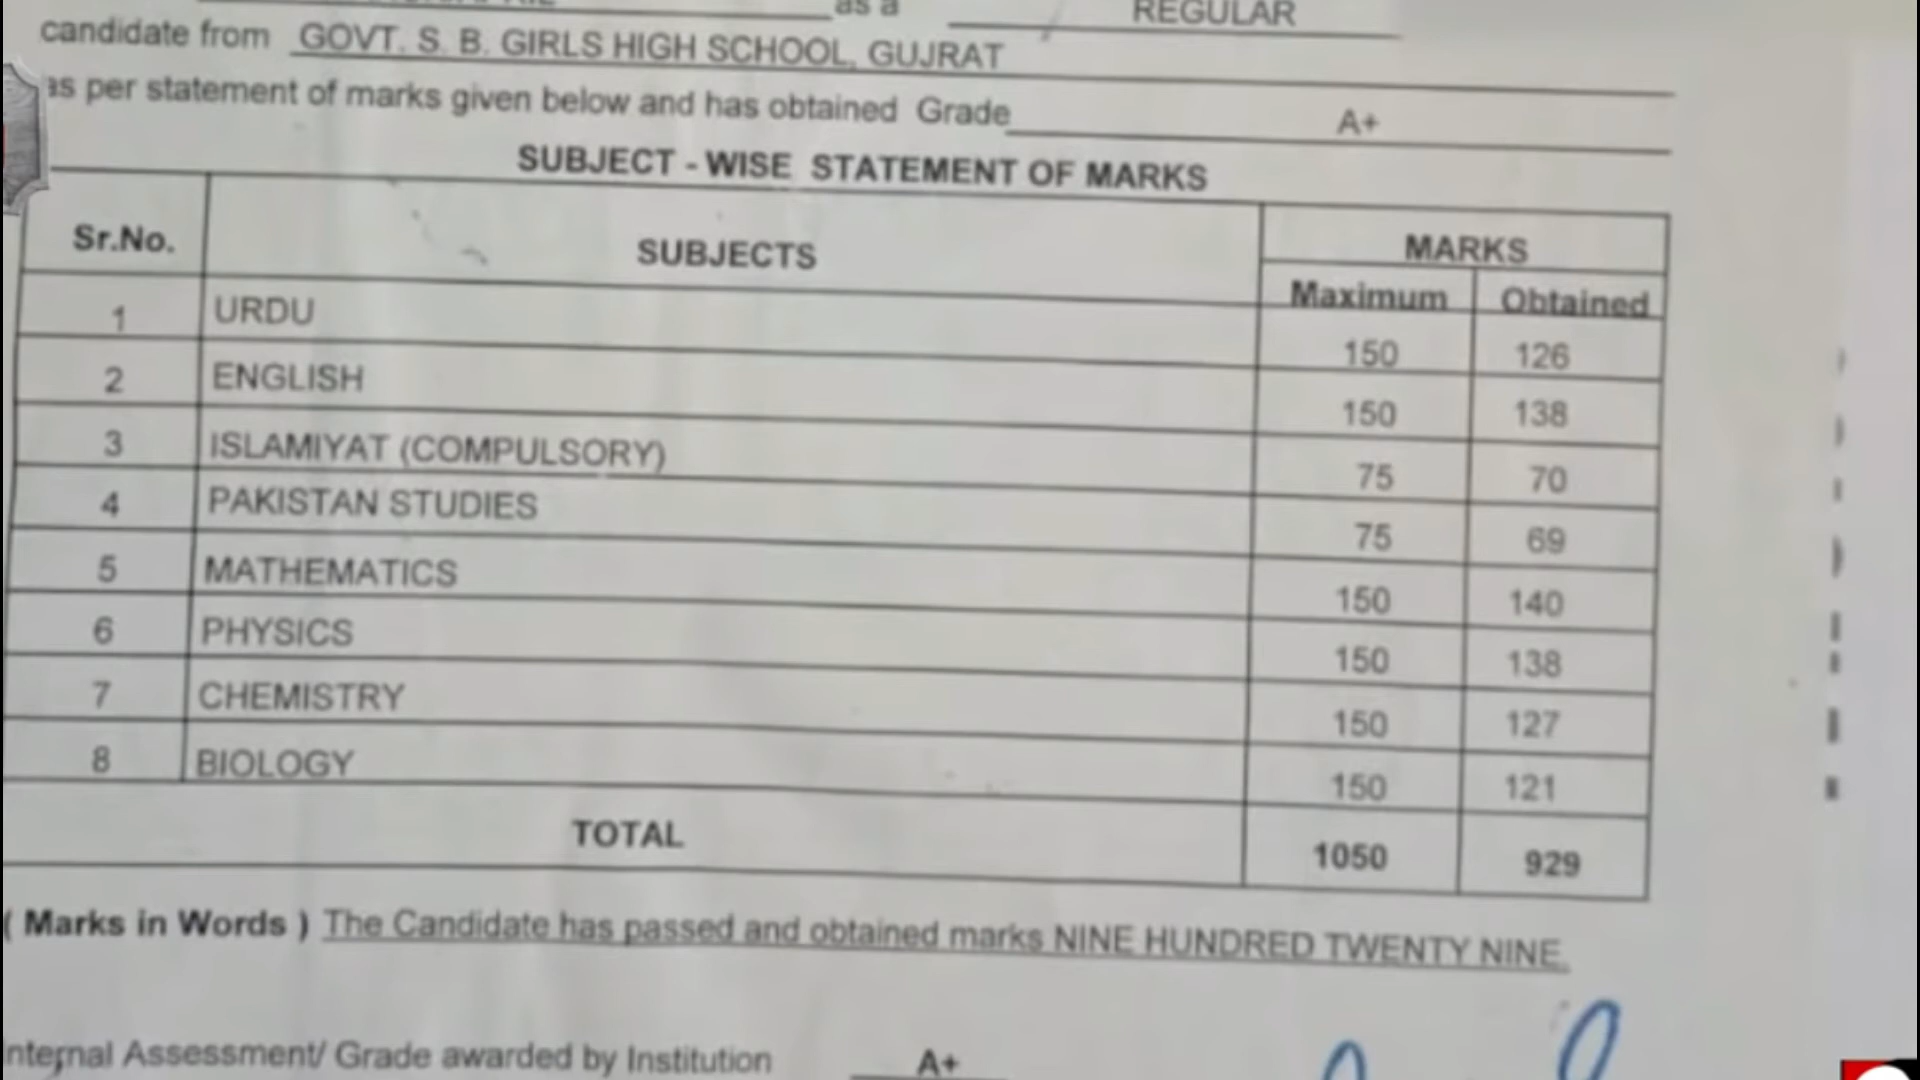 as a REGULAR
candidate from GOVT. S. B. GIRLS HIGH SCHOOL, GUJRAT
as per statement of marks given below and has obtained Grade A+
SUBJECT - WISE STATEMENT OF MARKS
Sr.No. SUBJECTS MARKS
Maximum Obtained
1 URDU 150 126
2 ENGLISH 150 138
3 ISLAMIYAT (COMPULSORY) 75 70
4 PAKISTAN STUDIES 75 69
5 MATHEMATICS 150 140
6 PHYSICS 150 138
7 CHEMISTRY 150 127
8 BIOLOGY 150 121
TOTAL 1050 929
( Marks in Words ) The Candidate has passed and obtained marks NINE HUNDRED TWENTY NINE.
nternal Assessment/ Grade awarded by Institution A+